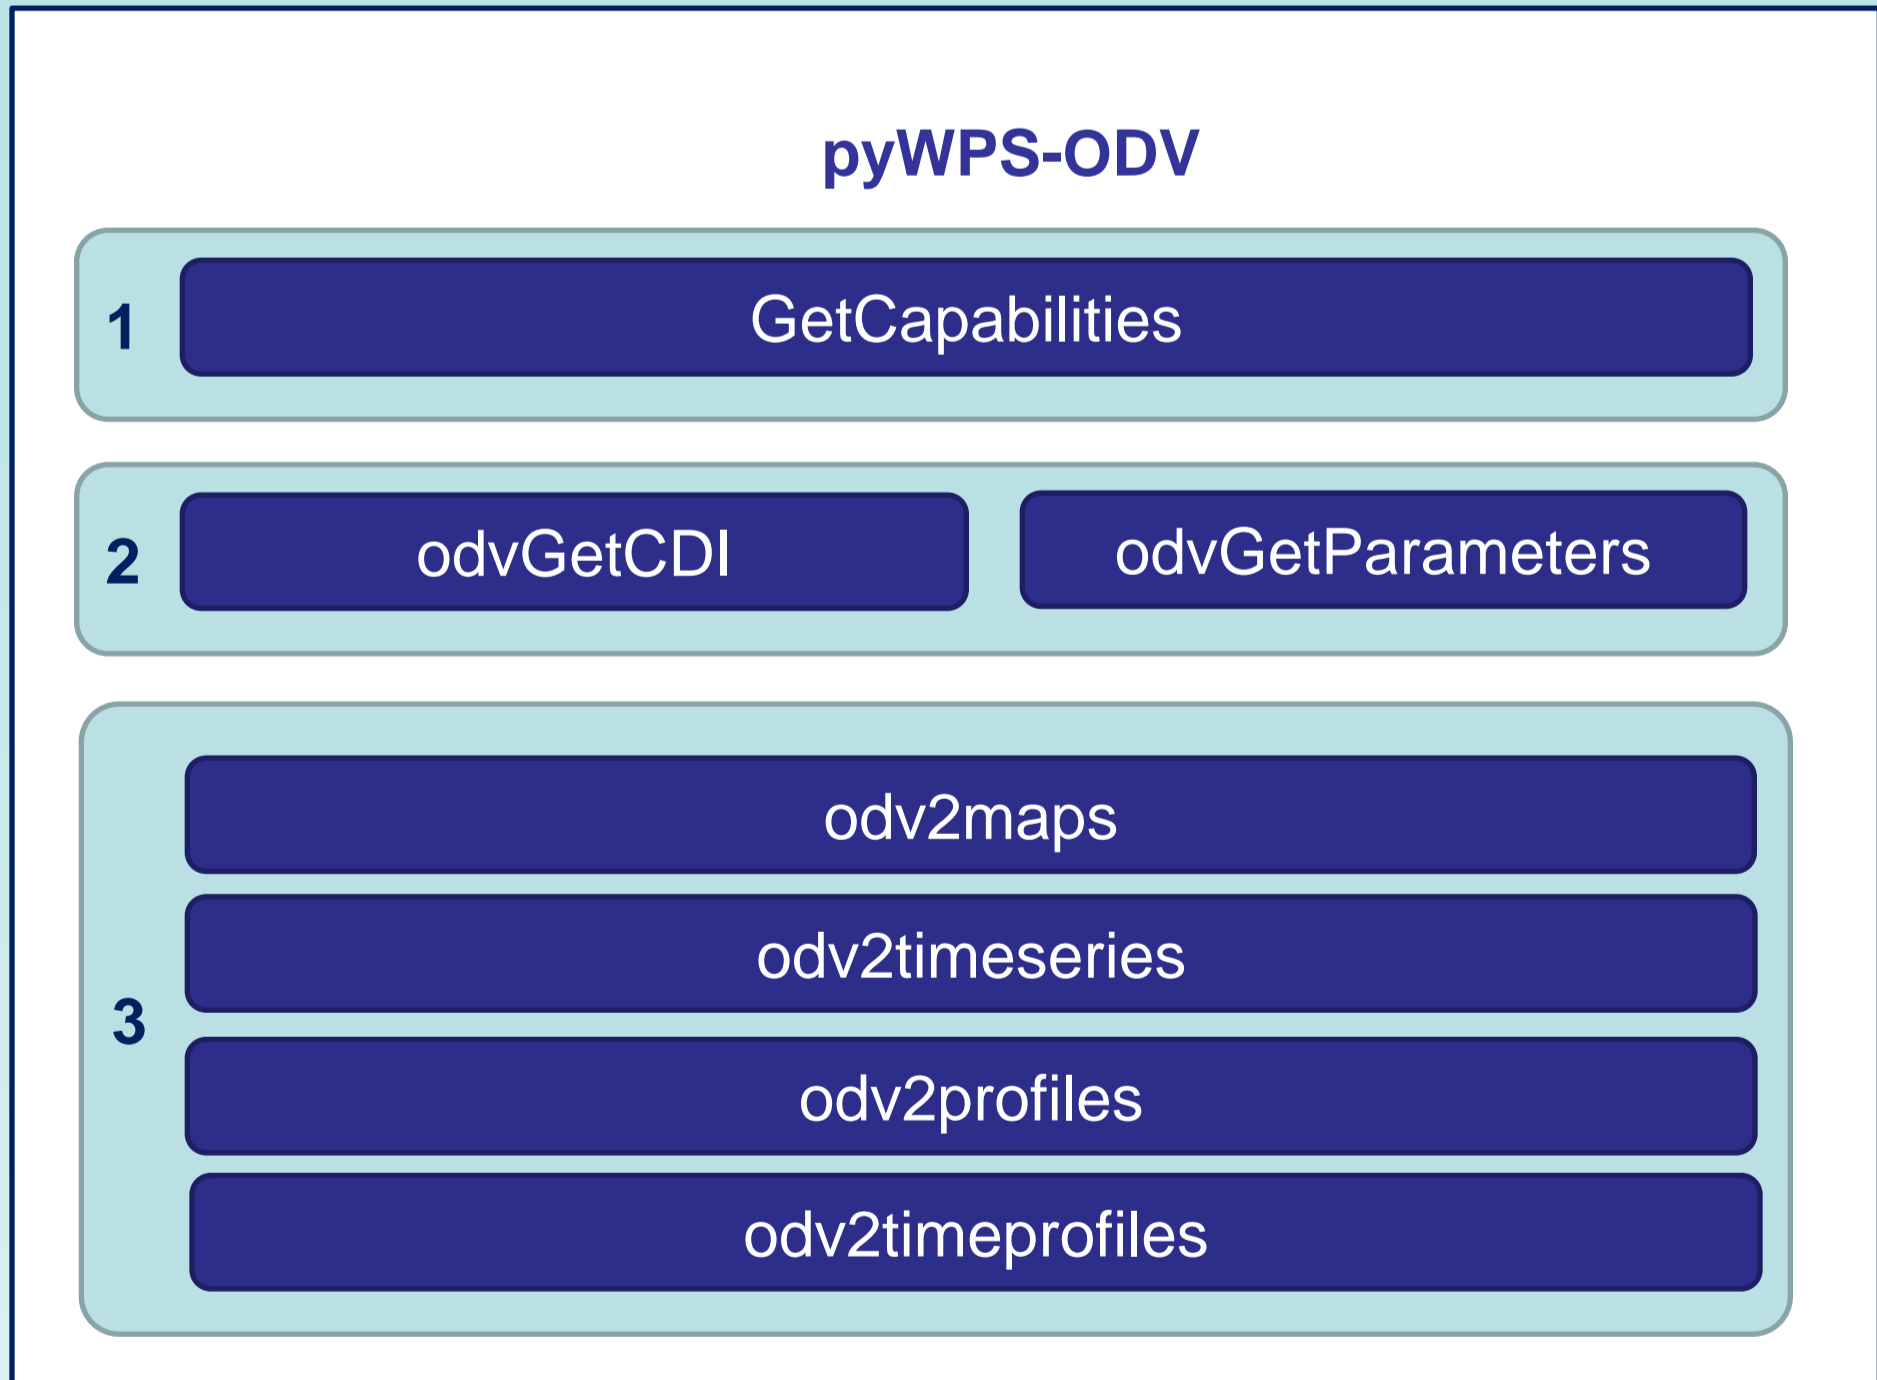 pyWPS-ODV
1
GetCapabilities
2
odvGetCDI
odvGetParameters
3
odv2maps
odv2timeseries
odv2profiles
odv2timeprofiles